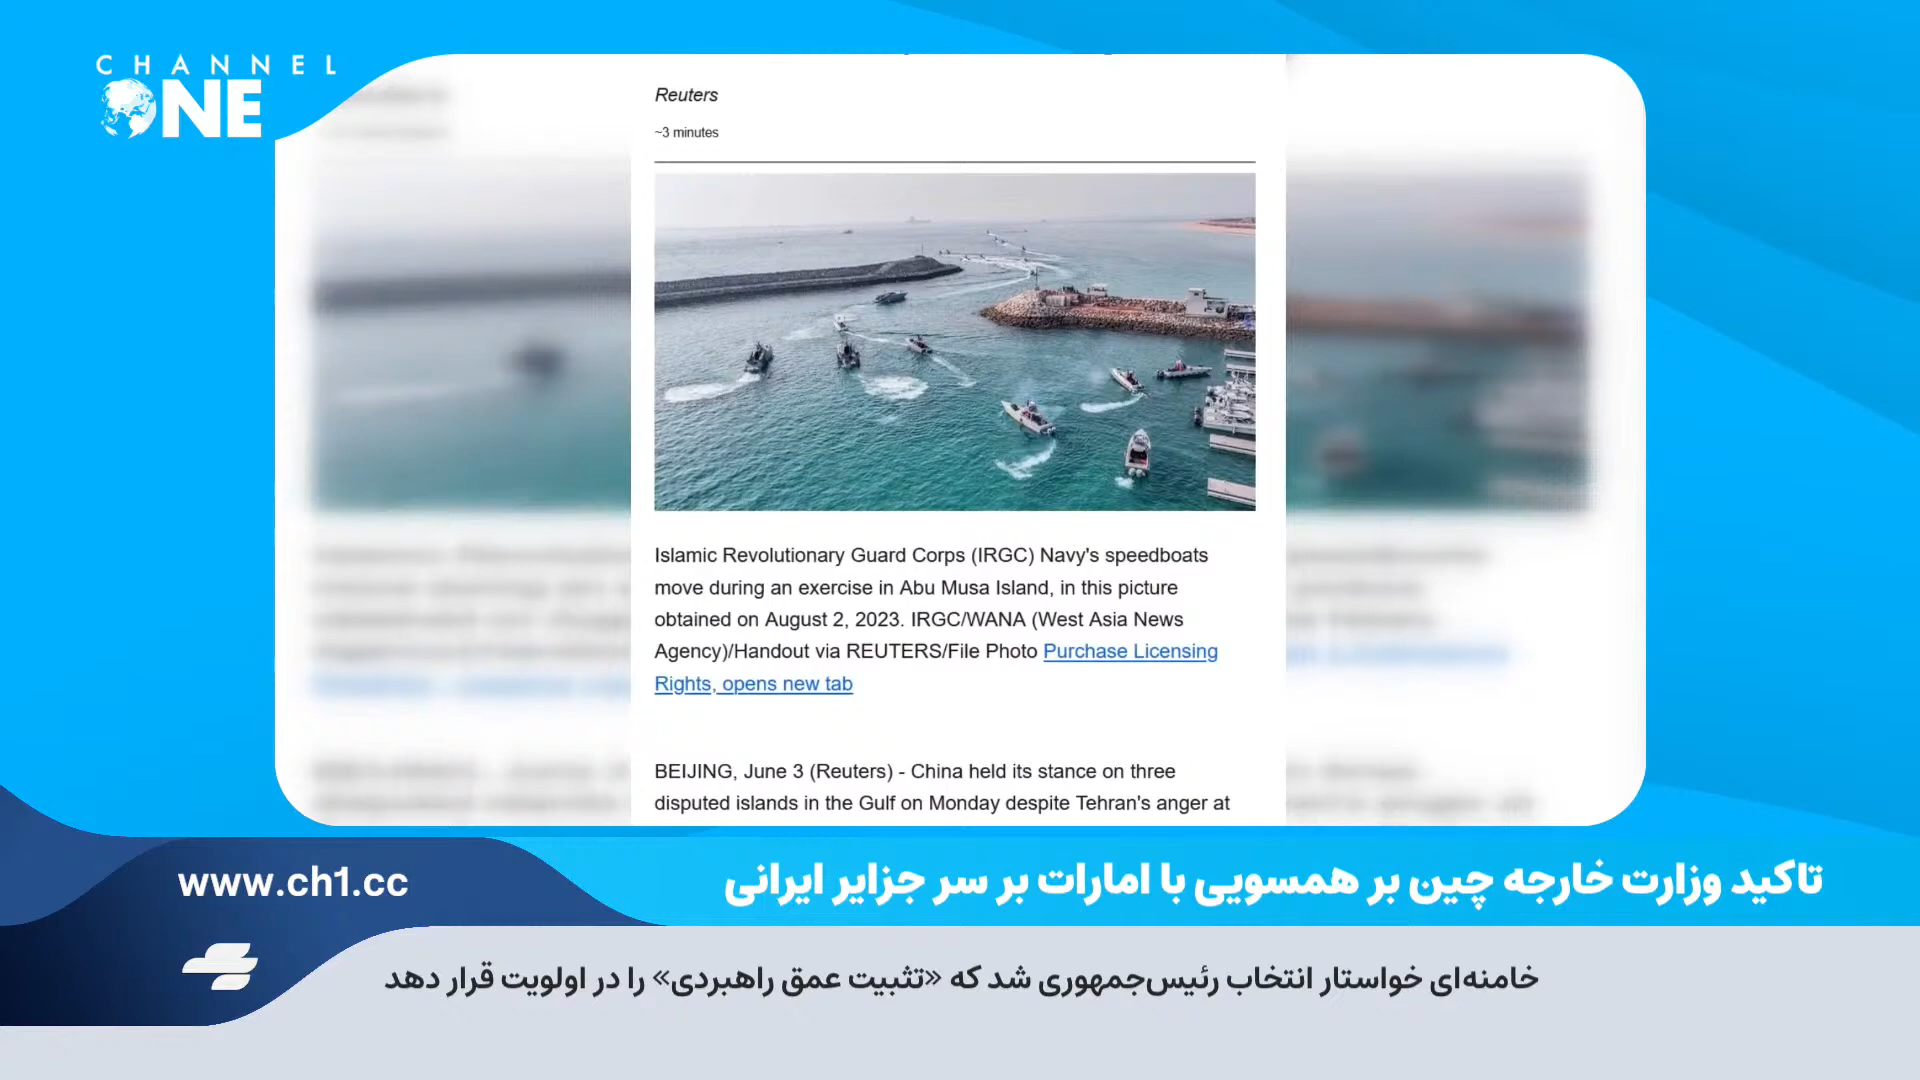 CHANNEL
ONE
Reuters
~3 minutes
Islamic Revolutionary Guard Corps (IRGC) Navy's speedboats
move during an exercise in Abu Musa Island, in this picture
obtained on August 2, 2023. IRGC/WANA (West Asia News
Agency)/Handout via REUTERS/File Photo Purchase Licensing
Rights, opens new tab
BEIJING, June 3 (Reuters) - China held its stance on three
disputed islands in the Gulf on Monday despite Tehran's anger at
تاکید وزارت خارجه چین بر همسویی با امارات بر سر جزایر ایرانی
www.ch1.cc
خامنه‌ای خواستار انتخاب رئیس‌جمهوری شد که «تثبیت عمق راهبردی» را در اولویت قرار دهد